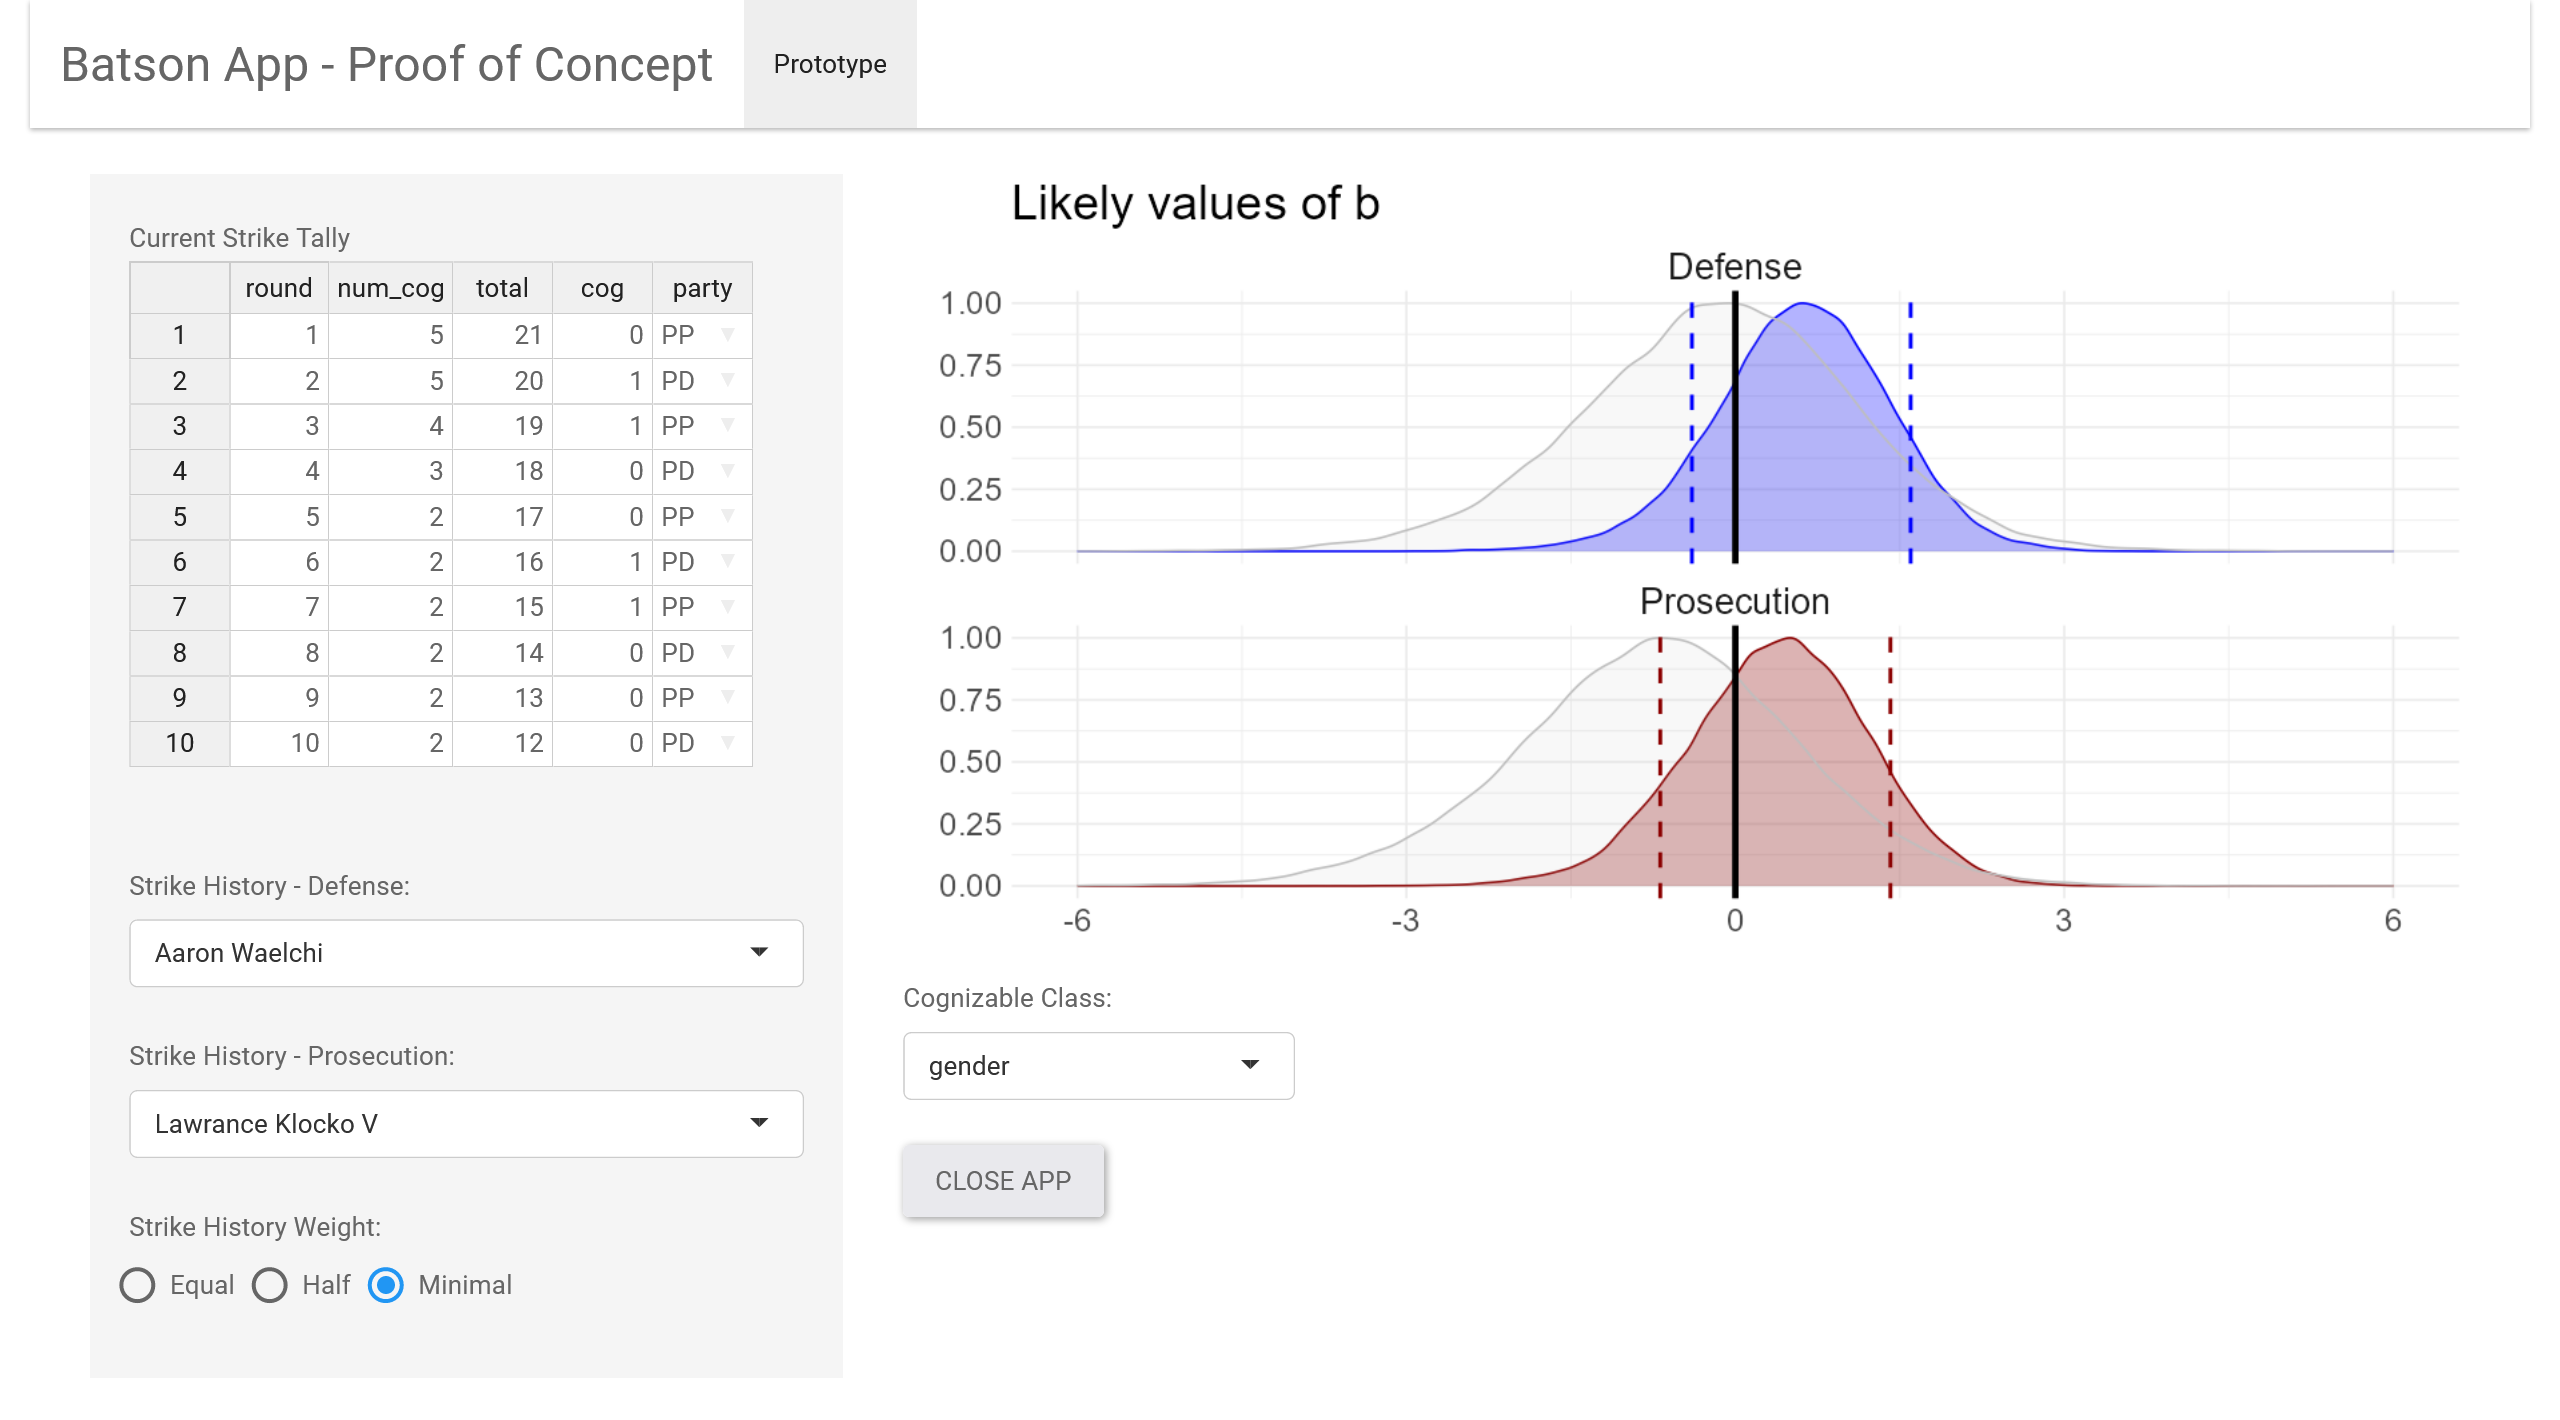 Batson App - Proof of Concept
Prototype
Current Strike Tally
round num_cog total cog party
1 1 5 21 0 PP
2 2 5 20 1 PD
3 3 4 19 1 PP
4 4 3 18 0 PD
5 5 2 17 0 PP
6 6 2 16 1 PD
7 7 2 15 1 PP
8 8 2 14 0 PD
9 9 2 13 0 PP
10 10 2 12 0 PD
Strike History - Defense:
Aaron Waelchi
Strike History - Prosecution:
Lawrance Klocko V
Strike History Weight:
Equal Half Minimal
Likely values of b
Defense
1.00
0.75
0.50
0.25
0.00
Prosecution
1.00
0.75
0.50
0.25
0.00
-6 -3 0 3 6
Cognizable Class:
gender
CLOSE APP